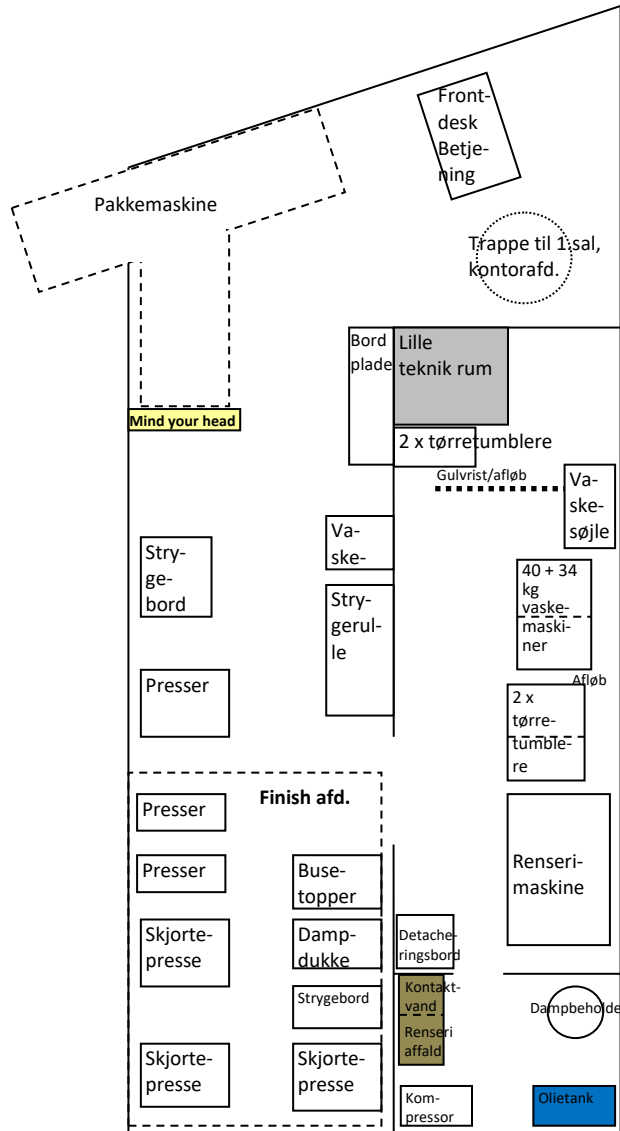 Front-
desk
Betje-
ning
Pakkemaskine
Trappe til 1.sal,
kontorafd.
Bord
plade
Lille
teknik rum
Mind your head
2 x tørretumblere
Gulvrist/afløb
Va-
ske-
søjle
Va-
ske-
Stry-
ge-
bord
40 + 34
kg
vaske-
maski-
ner
Strygerul-
le
Presser
Afløb
2 x
tørre-
tumble-
re
Finish afd.
Presser
Renseri-
maskine
Presser
Buse-
topper
Skjorte-
presse
Damp-
dukke
Detache-
ringsbord
Kontakt-
vand
Renseri
affald
Strygebord
Dampbeholde
Skjorte-
presse
Skjorte-
presse
Kom-
pressor
Olietank